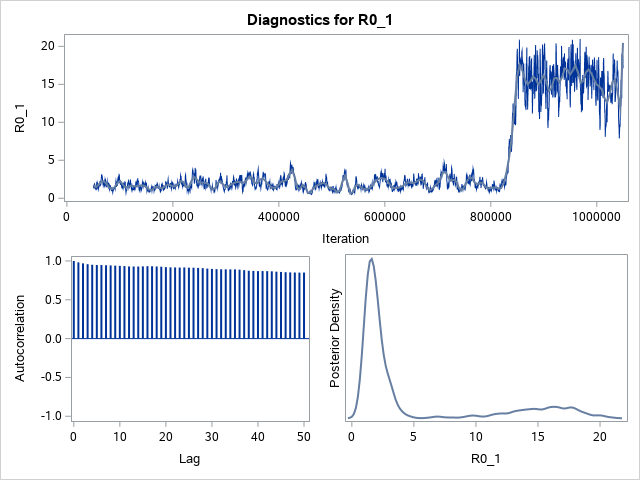 Diagnostics for R0_1
R0_1
20
15
10
5
0
0 200000 400000 600000 800000 1000000
Iteration
Autocorrelation
1.0
0.5
0.0
-0.5
-1.0
0 10 20 30 40 50
Lag
Posterior Density
0 5 10 15 20
R0_1